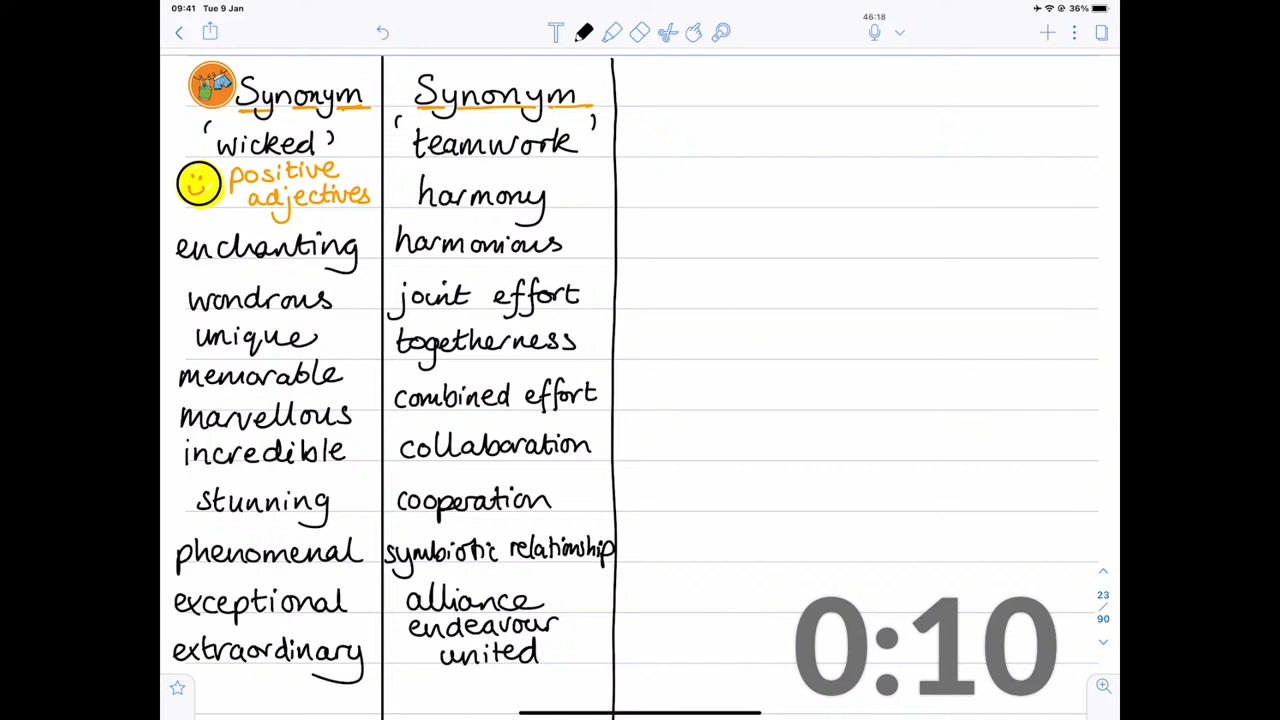 09:41 Tue 9 Jan
36%
46:18
Synonym
'wicked'
positive
adjectives
enchanting
wondrous
unique
memorable
marvellous
incredible
stunning
phenomenal
exceptional
extraordinary
Synonym
'teamwork'
harmony
harmonious
joint effort
togetherness
combined effort
collaboration
cooperation
symbiotic relationship
alliance
endeavour
united
23
/
90
0:10